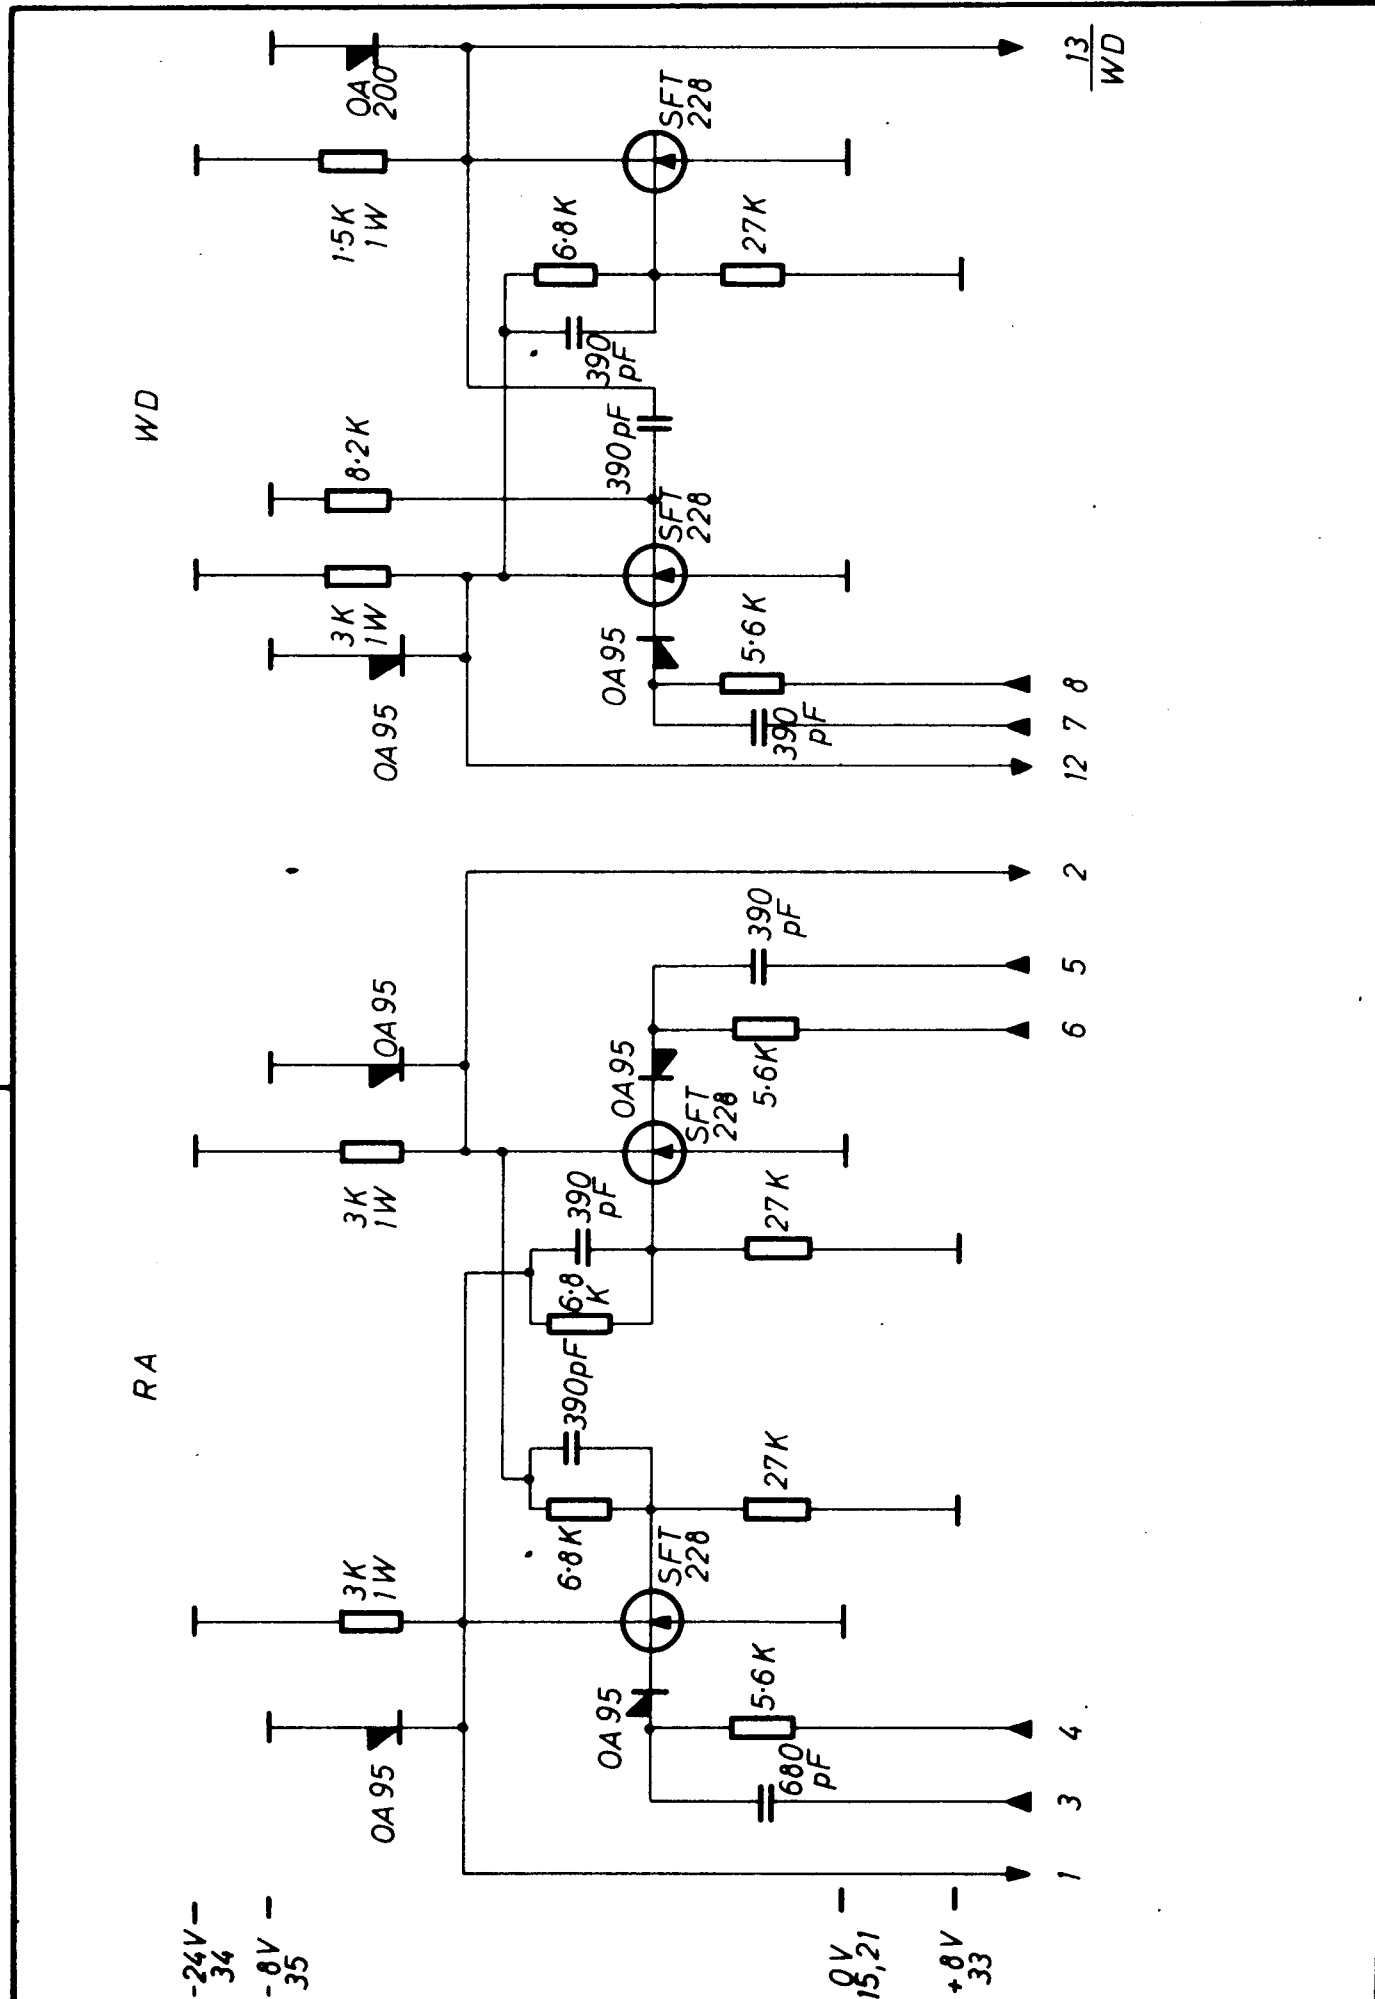 RA
WD
-24V
34
-8V
35
0V
15,21
+8V
33
OA95
3K
1W
3K
1W
OA95
OA95
3K
1W
8.2K
1.5K
1W
OA
200
6.8K
390pF
6.8
K
390
pF
390
pF
6.8K
OA95
SFT
228
SFT
228
OA95
OA95
SFT
228
390pF
SFT
228
680
pF
5.6K
27K
27K
5.6K
390
pF
390
pF
5.6K
27K
1
3
4
6
5
2
12
7
8
13
WD